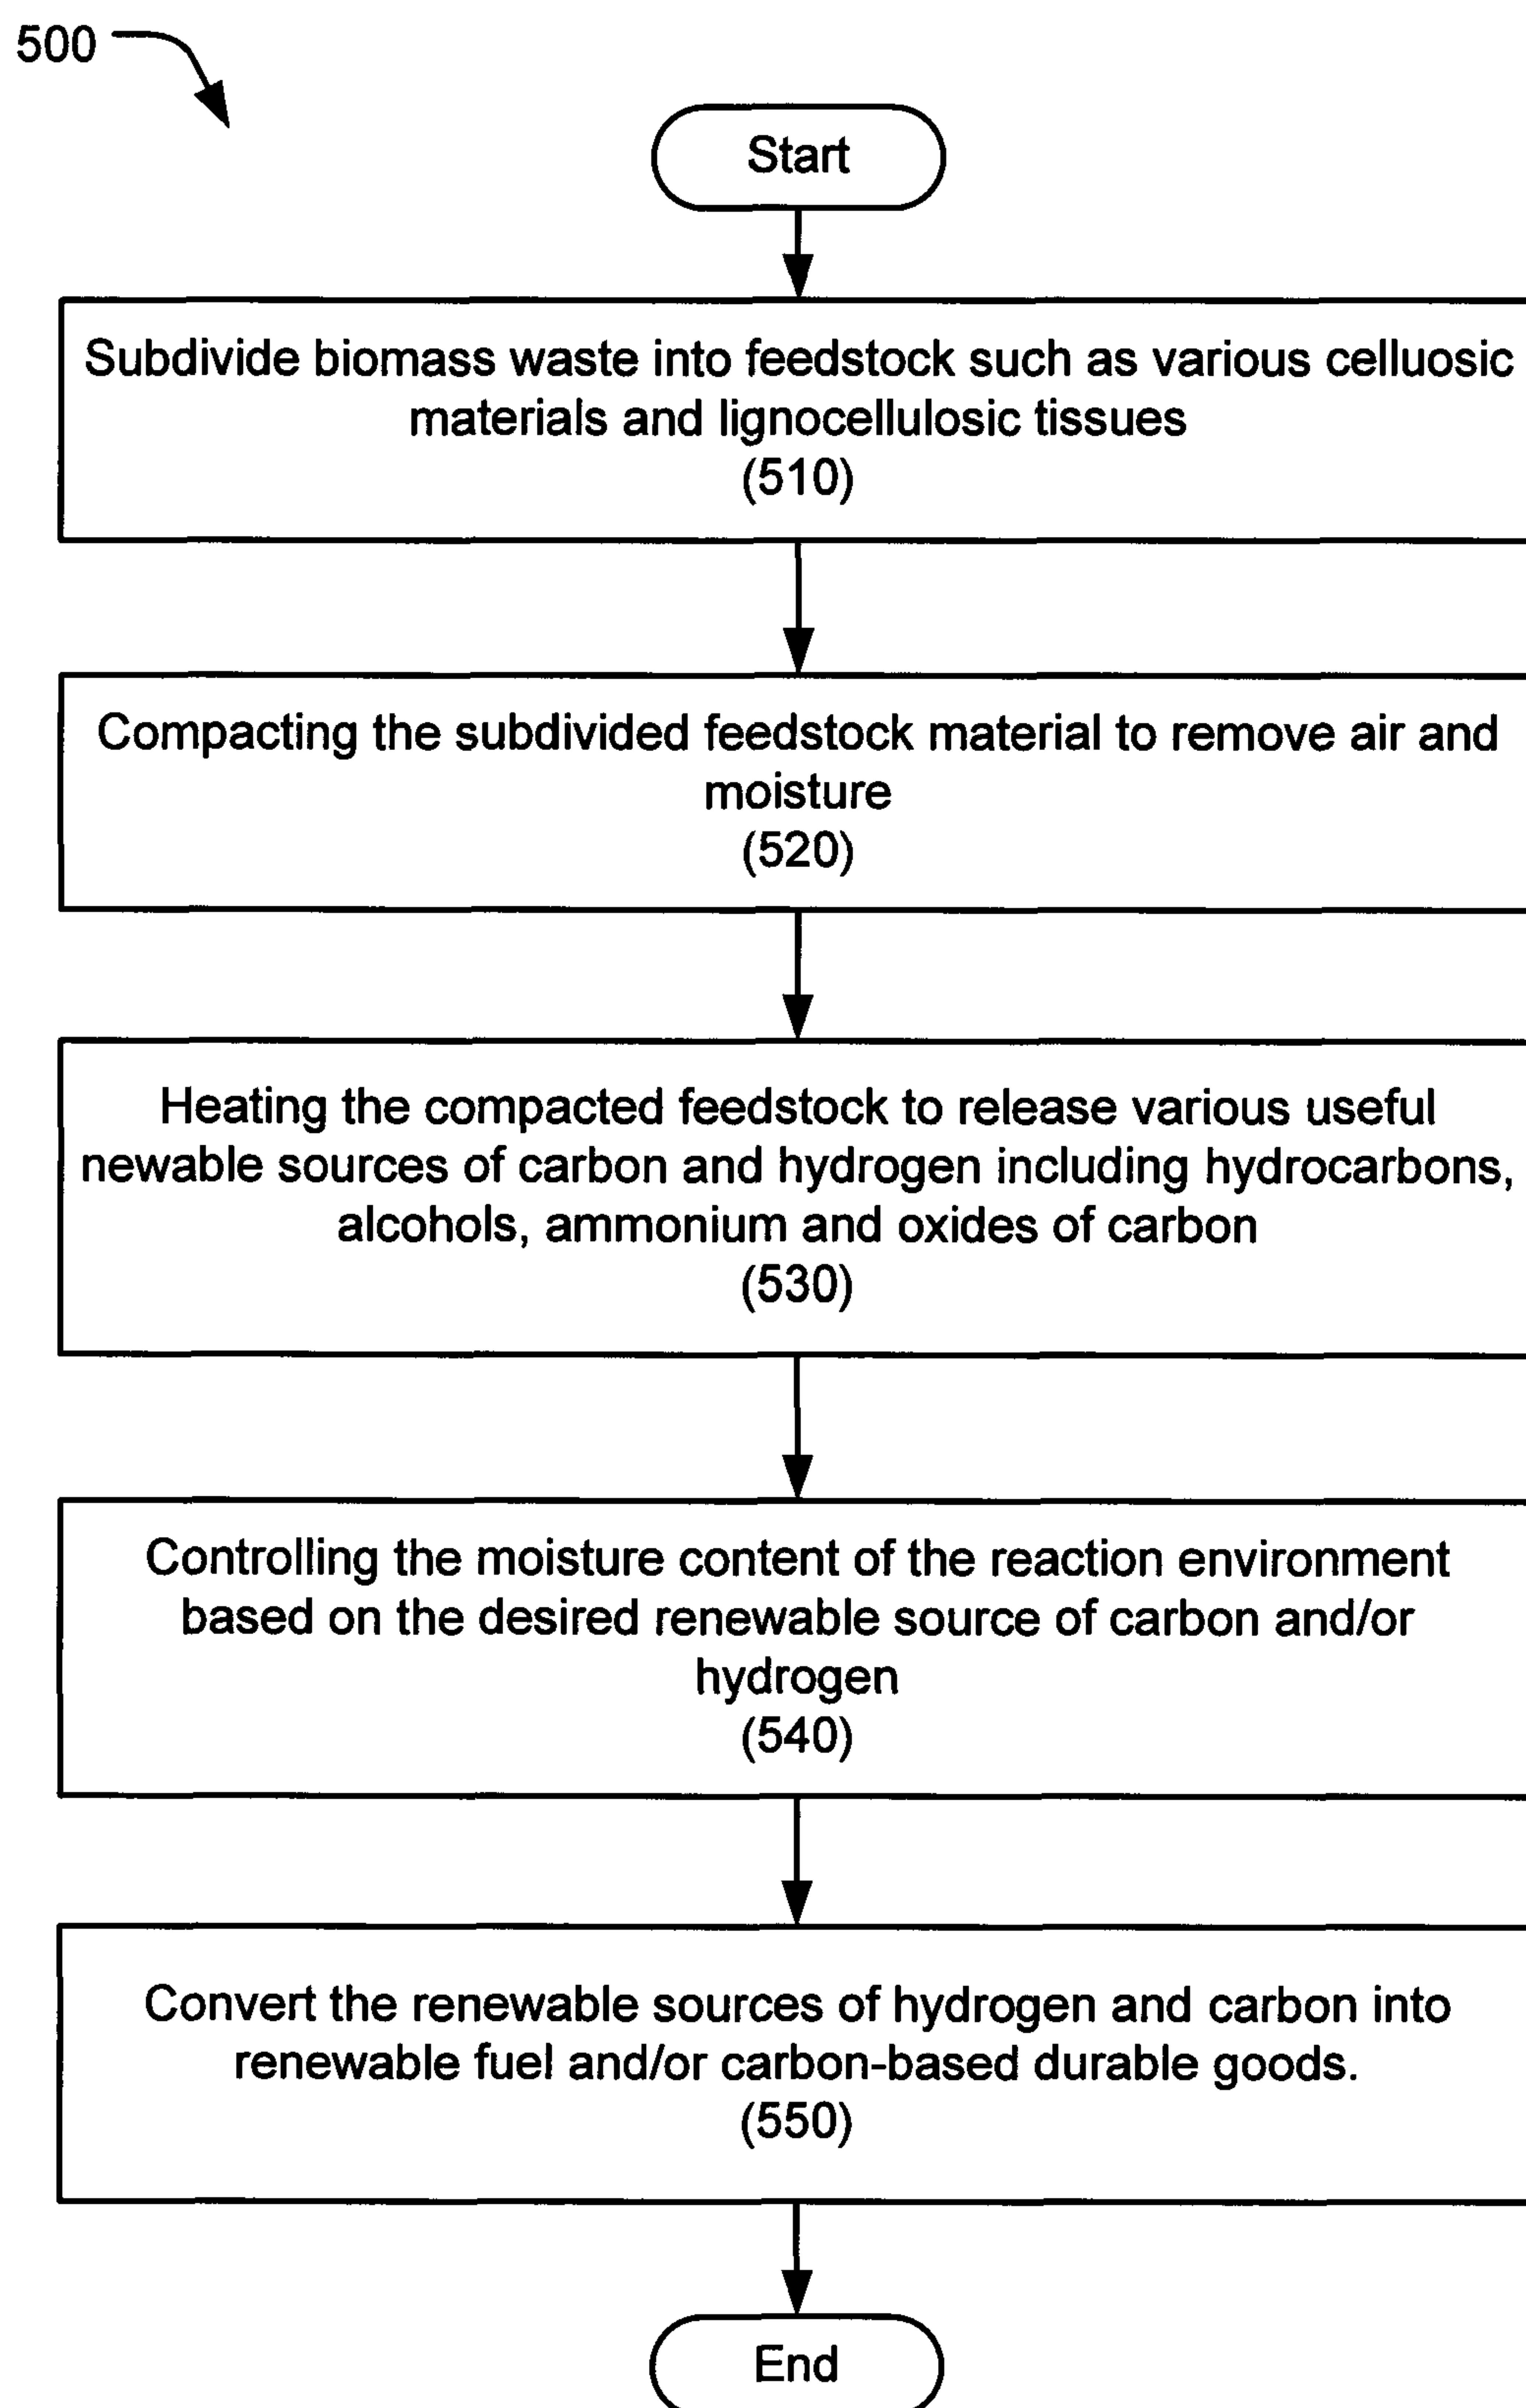 500
Start
Subdivide biomass waste into feedstock such as various celluosic
materials and lignocellulosic tissues
(510)
Compacting the subdivided feedstock material to remove air and
moisture
(520)
Heating the compacted feedstock to release various useful
newable sources of carbon and hydrogen including hydrocarbons,
alcohols, ammonium and oxides of carbon
(530)
Controlling the moisture content of the reaction environment
based on the desired renewable source of carbon and/or
hydrogen
(540)
Convert the renewable sources of hydrogen and carbon into
renewable fuel and/or carbon-based durable goods.
(550)
End